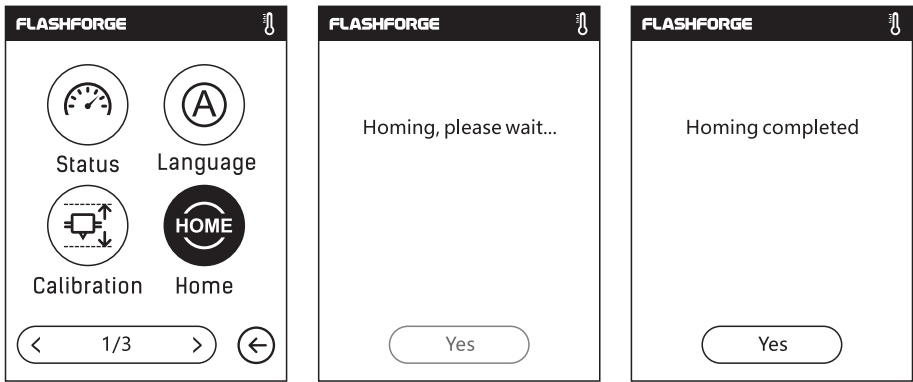 FLASHFORGE
A
Status
Language
HOME
Calibration
Home
< 1/3 >
FLASHFORGE
Homing, please wait...
Yes
FLASHFORGE
Homing completed
Yes